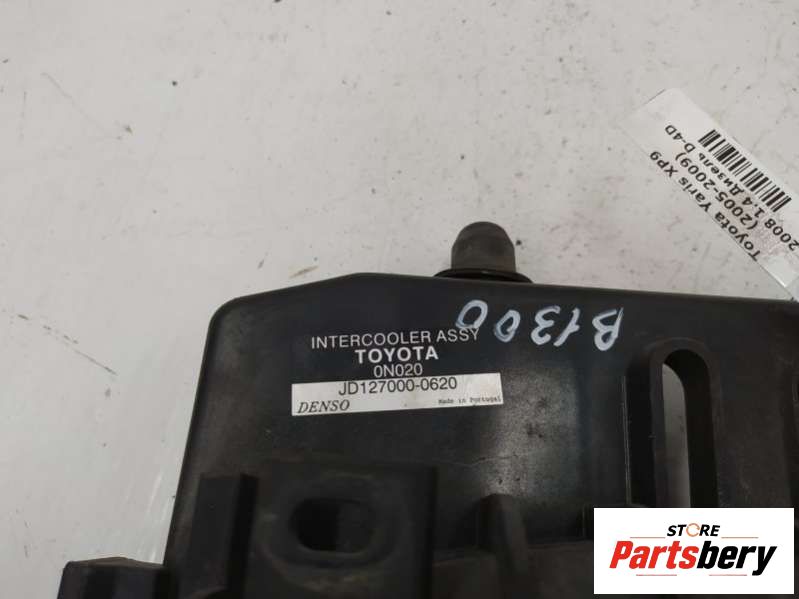 Toyota Yaris XP9
(2005-2009)
2008 1.4 Дизель D-4D
B1300
INTERCOOLER ASSY
TOYOTA
0N020
JD127000-0620
DENSO Made in Portugal
STORE
Partsbery